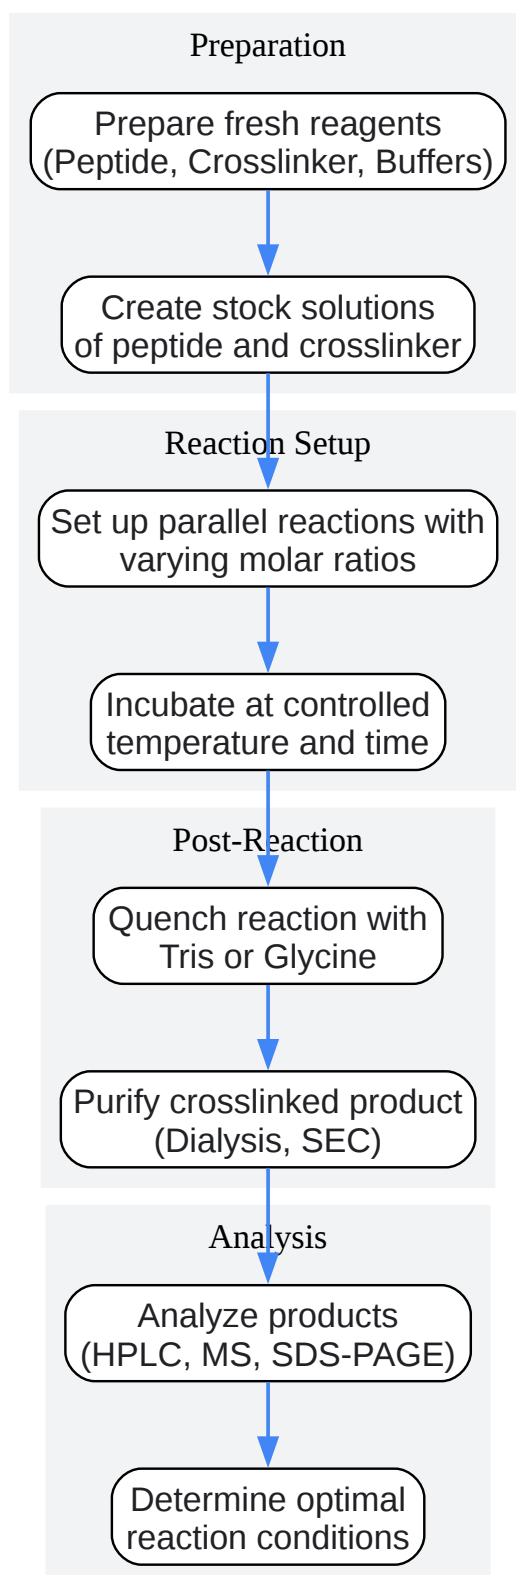 Preparation
Prepare fresh reagents
(Peptide, Crosslinker, Buffers)
Create stock solutions
of peptide and crosslinker
Reaction Setup
Set up parallel reactions with
varying molar ratios
Incubate at controlled
temperature and time
Post-Reaction
Quench reaction with
Tris or Glycine
Purify crosslinked product
(Dialysis, SEC)
Analysis
Analyze products
(HPLC, MS, SDS-PAGE)
Determine optimal
reaction conditions